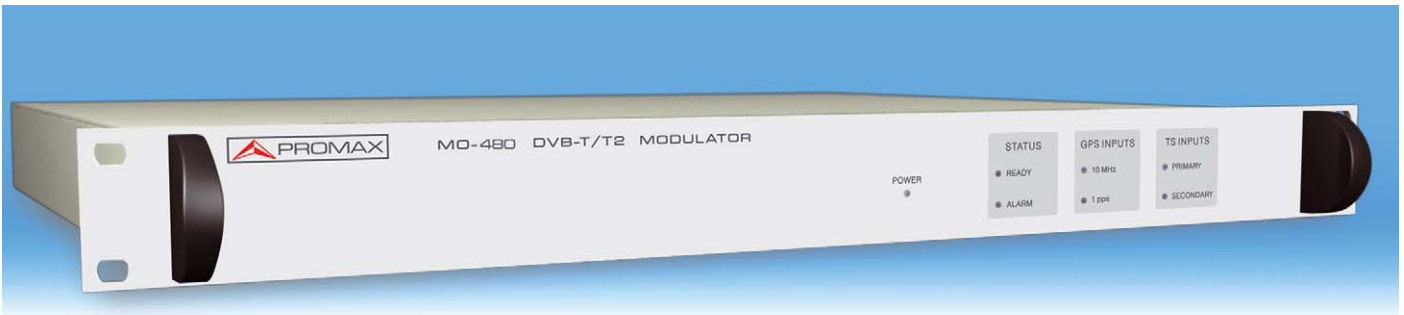 PROMAX
MO-480 DVB-T/T2 MODULATOR
POWER
STATUS
READY
ALARM
GPS INPUTS
10 MHz
1 pps
TS INPUTS
PRIMARY
SECONDARY